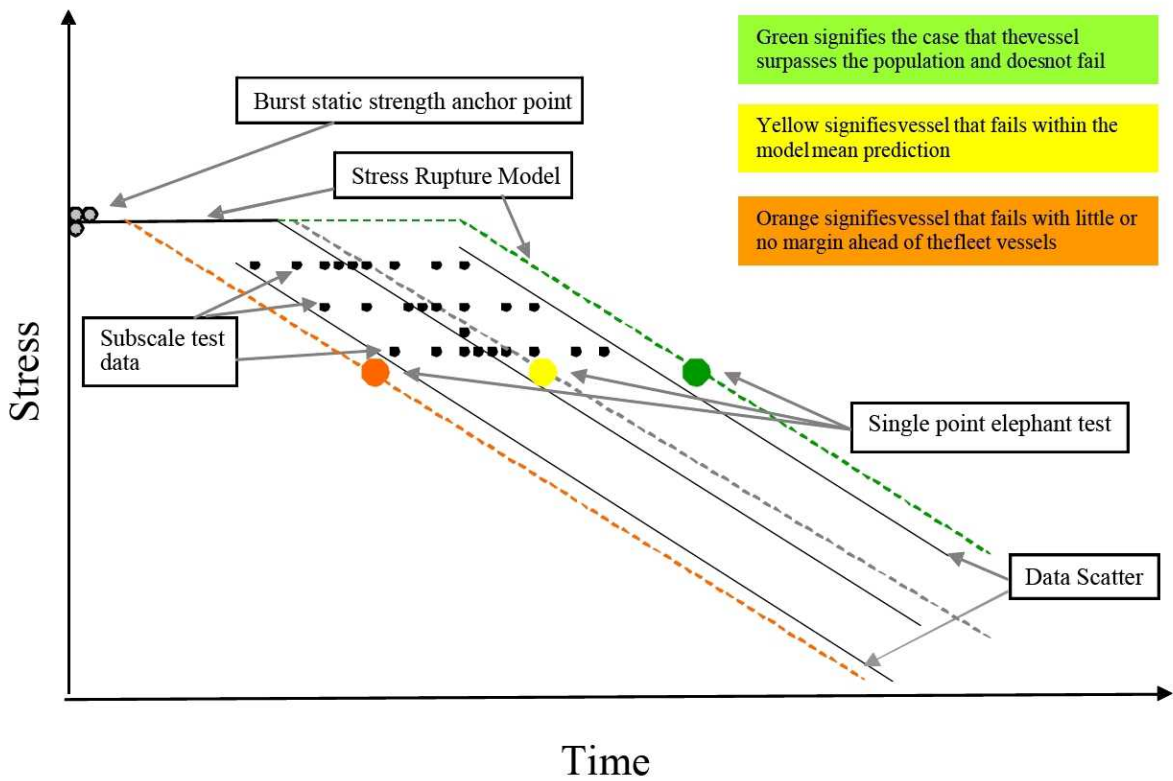 Green signifies the case that thevessel
surpasses the population and doesnot fail
Burst static strength anchor point
Yellow signifiesvessel that fails within the
modelmean prediction
Stress Rupture Model
Orange signifiesvessel that fails with little or
no margin ahead of thefleet vessels
Subscale test
data
Stress
Single point elephant test
Data Scatter
Time